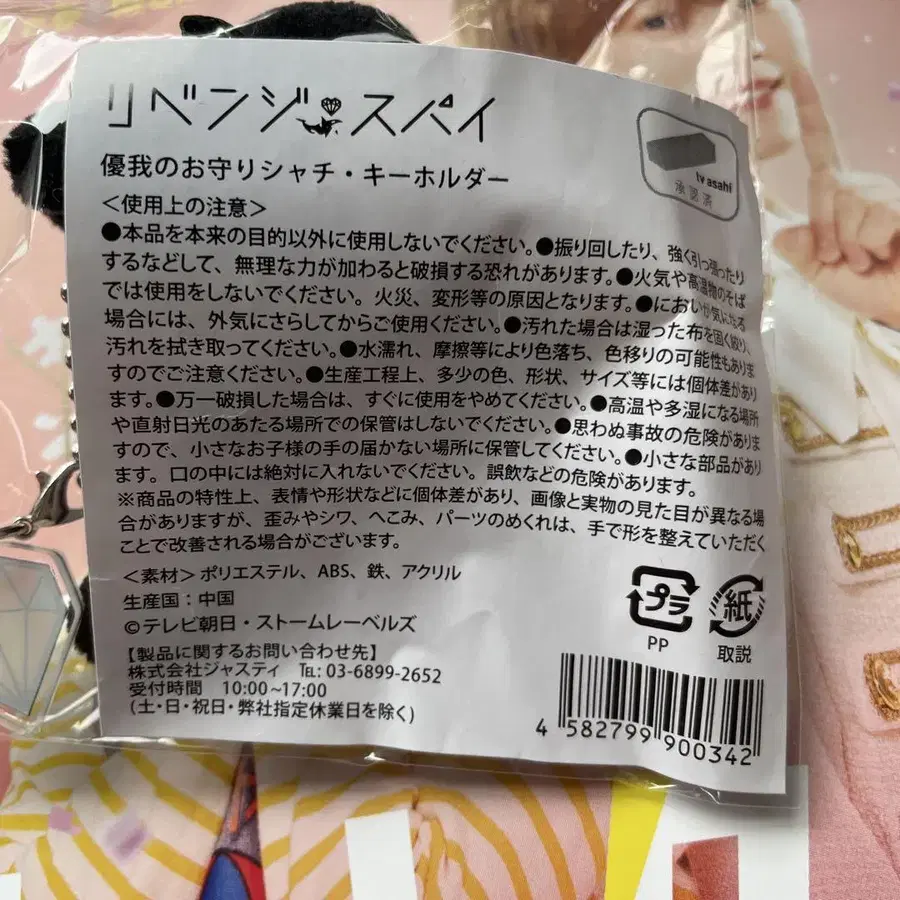 リベンジ・スパイ
優我のお守りシャチ・キーホルダー
tv asahi
承認済
＜使用上の注意＞
●本品を本来の目的以外に使用しないでください。●振り回したり、強く引っ張ったり
するなどして、無理な力が加わると破損する恐れがあります。●火気や高温物のそば
では使用をしないでください。火災、変形等の原因となります。●においが気になる
場合には、外気にさらしてからご使用ください。●汚れた場合は湿った布を固く絞り、
汚れを拭き取ってください。●水濡れ、摩擦等により色落ち、色移りの可能性もありま
すのでご注意ください。●生産工程上、多少の色、形状、サイズ等には個体差があり
ます。●万一破損した場合は、すぐに使用をやめてください。●高温や多湿になる場所
や直射日光のあたる場所での保管はしないでください。●思わぬ事故の危険がありま
すので、小さなお子様の手の届かない場所に保管してください。●小さな部品があり
ます。口の中には絶対に入れないでください。誤飲などの危険があります。
※商品の特性上、表情や形状などに個体差があり、画像と実物の見た目が異なる場
合がありますが、歪みやシワ、へこみ、パーツのめくれは、手で形を整えていただく
ことで改善される場合がございます。
＜素材＞ポリエステル、ABS、鉄、アクリル
生産国：中国
©テレビ朝日・ストームレーベルズ
【製品に関するお問い合わせ先】
株式会社ジャスティ TEL: 03-6899-2652
受付時間 10:00~17:00
(土・日・祝日・弊社指定休業日を除く)
プラ
PP
紙
取説
4 582799 900342